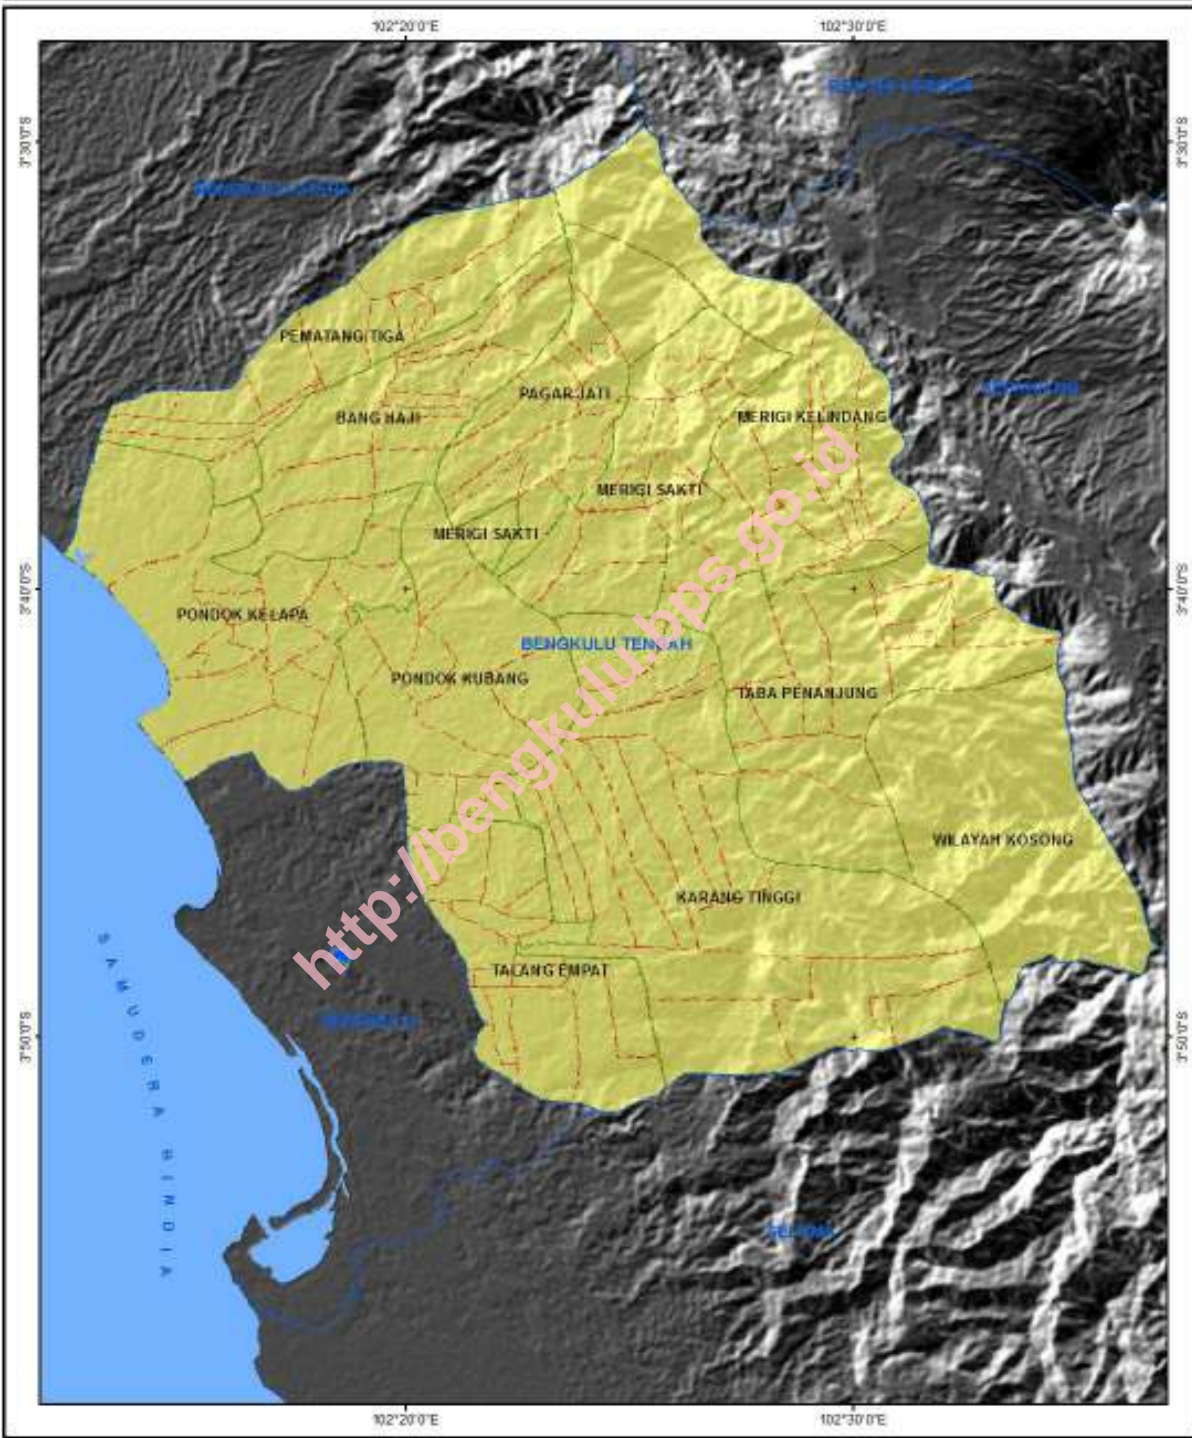 102°20'0"E
102°30'0"E
3°30'0"S
3°30'0"S
PEMATANG TIGA
PAGAR JATI
BANG HAJI
MERIGI KELINDANG
MERIGI SAKTI
MERIGI SAKTI
3°40'0"S
3°40'0"S
PONDOK KELAPA
BENGKULU TENGAH
PONDOK KUBANG
TABA PENANJUNG
WILAYAH KOSONG
KARANG TINGGI
TALANG EMPAT
SAMUDERA HINDIA
3°50'0"S
3°50'0"S
102°20'0"E
102°30'0"E
http://bengkulu.bps.go.id